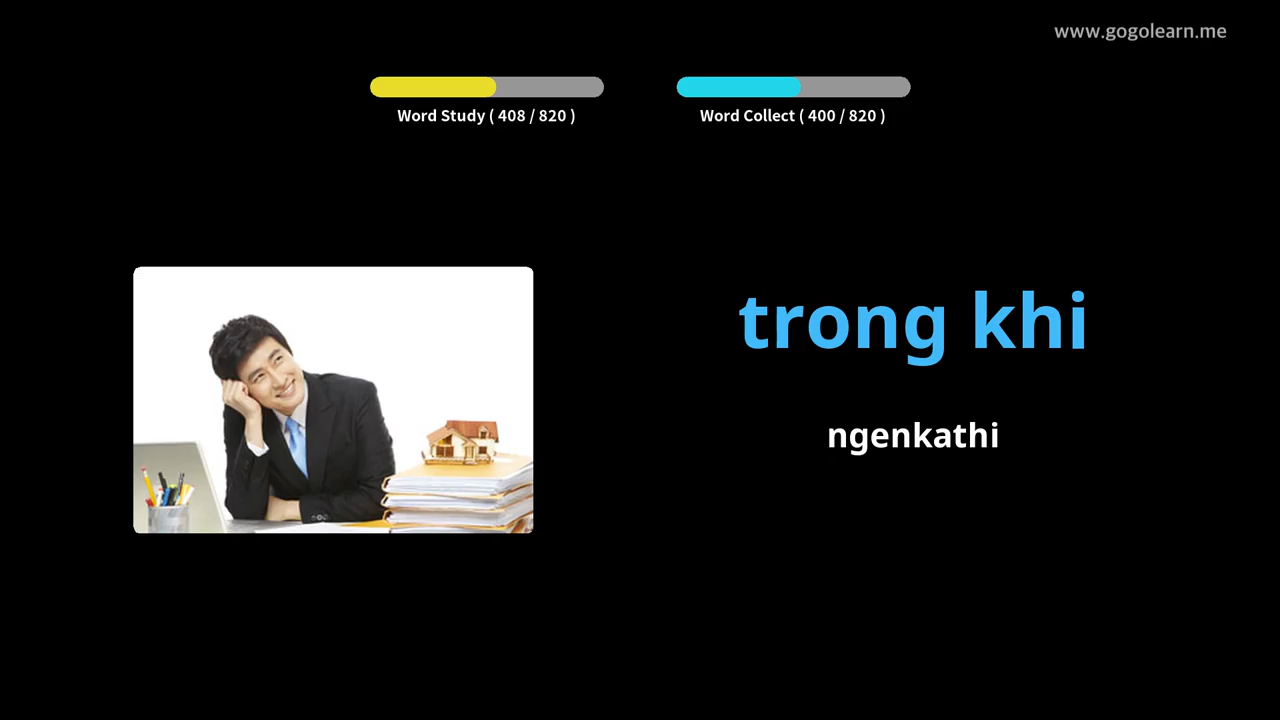 www.gogolearn.me
Word Study ( 408 / 820 )
Word Collect ( 400 / 820 )
trong khi
ngenkathi